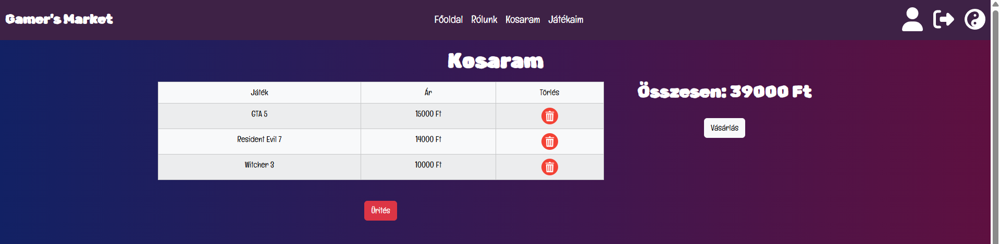 Gamer's Market
Főoldal Rólunk Kosaram Játékaim
Kosaram
Játék Ár Törlés
GTA 5 15000 Ft
Resident Evil 7 14000 Ft
Witcher 3 10000 Ft
Ürítés
Összesen: 39000 Ft
Vásárlás